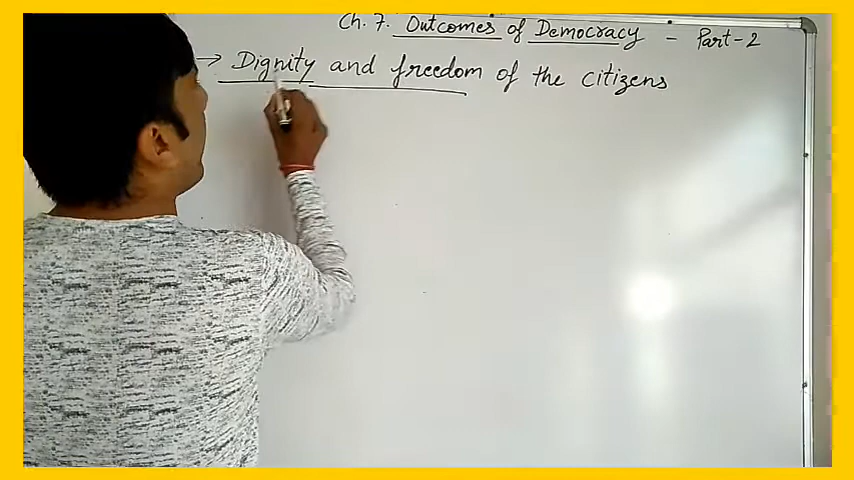 Ch. 7. Outcomes of Democracy - Part-2
→ Dignity and freedom of the citizens